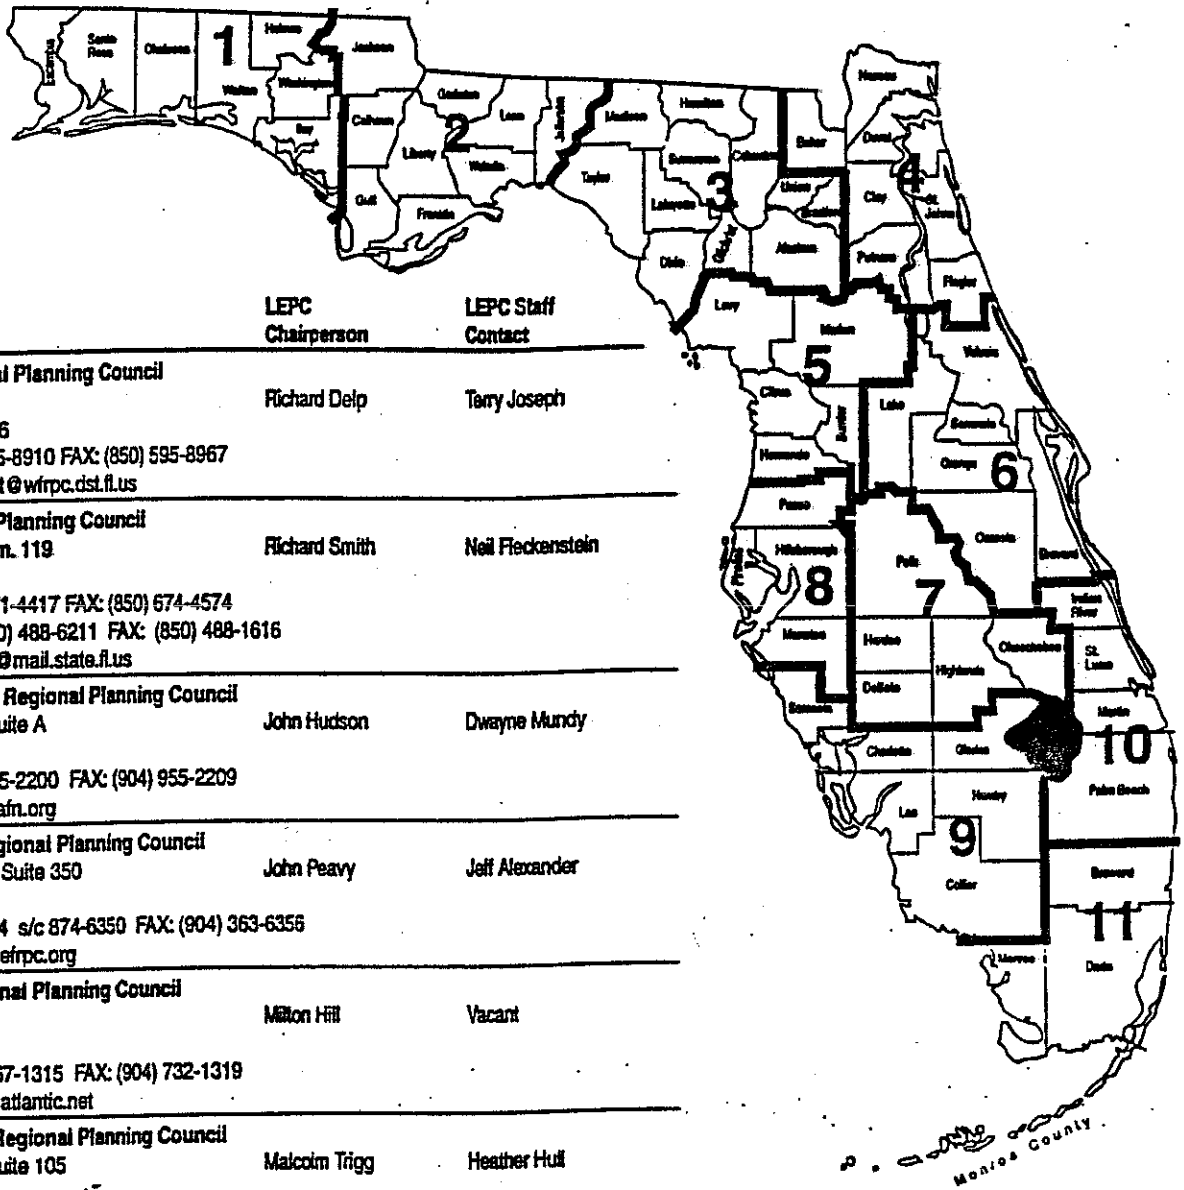 Escambia
Santa Rosa
Okaloosa
1
Holmes
Walton
Washington
Bay
Jackson
Calhoun
Gulf
Gadsden
2
Liberty
Leon
Wakulla
Franklin
Jefferson
Madison
Taylor
Hamilton
Suwannee
3
Lafayette
Columbia
Dixie
Gilchrist
Baker
Union
Bradford
Alachua
Nassau
Duval
4
Clay
St. Johns
Putnam
Flagler
LEPC Chairperson
LEPC Staff Contact
al Planning Council
Richard Delp
Terry Joseph
6
5-8910 FAX: (850) 595-8967
t@wfrpc.dst.fl.us
Planning Council
m. 119
Richard Smith
Neil Fleckenstein
1-4417 FAX: (850) 674-4574
0) 488-6211 FAX: (850) 488-1616
@mail.state.fl.us
Regional Planning Council
uite A
John Hudson
Dwayne Mundy
5-2200 FAX: (904) 955-2209
afn.org
gional Planning Council
Suite 350
John Peavy
Jeff Alexander
4 s/c 874-6350 FAX: (904) 363-6356
efrpc.org
nal Planning Council
Milton Hill
Vacant
67-1315 FAX: (904) 732-1319
atlantic.net
Regional Planning Council
uite 105
Malcolm Trigg
Heather Hull
Levy
Marion
5
Citrus
Sumter
Hernando
Lake
Volusia
Seminole
Orange
6
Osceola
Brevard
Pasco
Hillsborough
Pinellas
8
Manatee
Sarasota
Polk
7
Hardee
Highlands
DeSoto
Okeechobee
Indian River
St. Lucie
Martin
10
Palm Beach
Charlotte
Glades
Lee
Hendry
9
Collier
Broward
11
Dade
Monroe
Monroe County